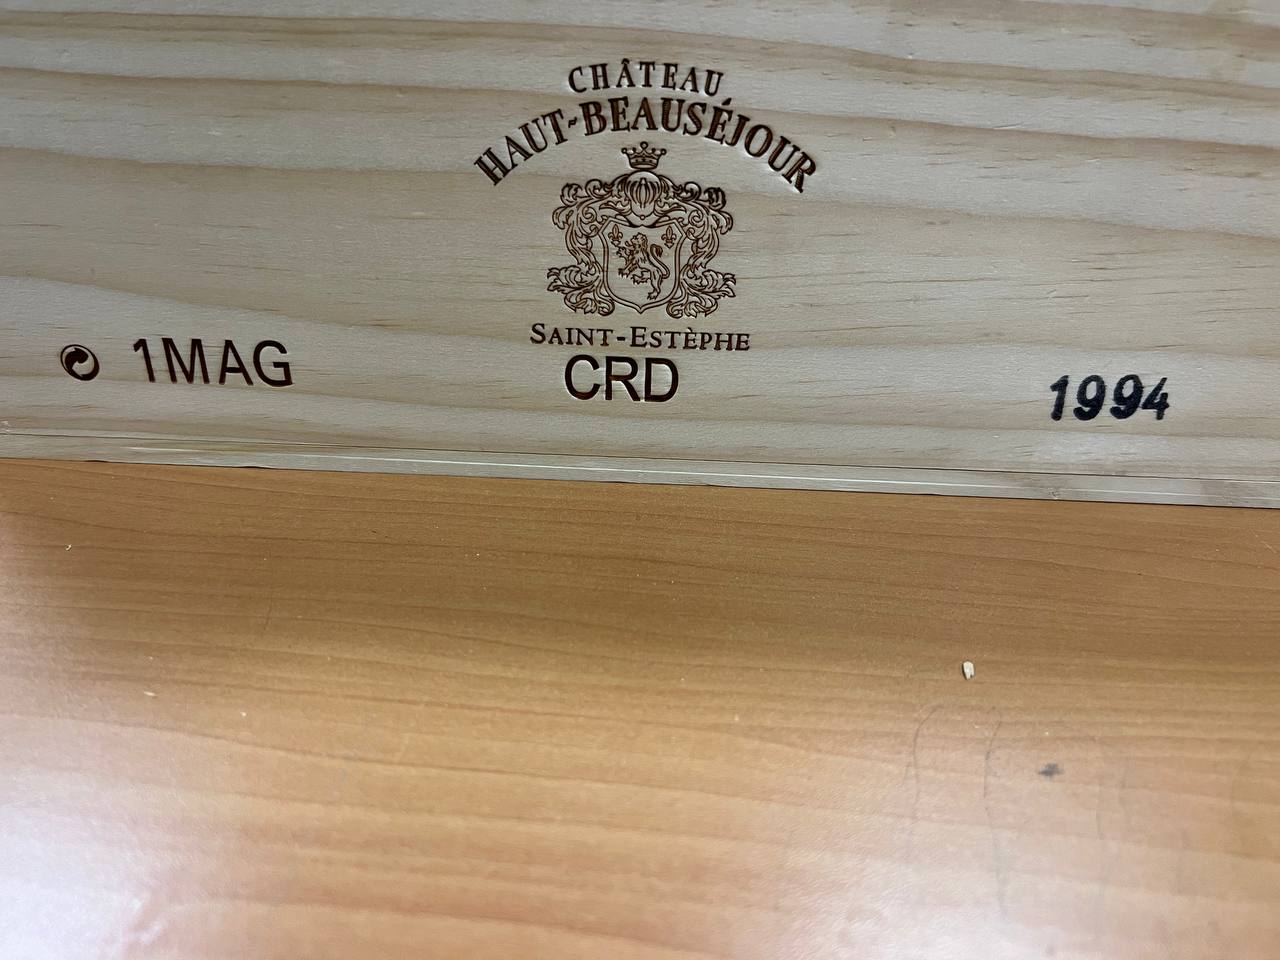 CHÂTEAU
HAUT-BEAUSÉJOUR
SAINT-ESTÈPHE
1MAG
CRD
1994